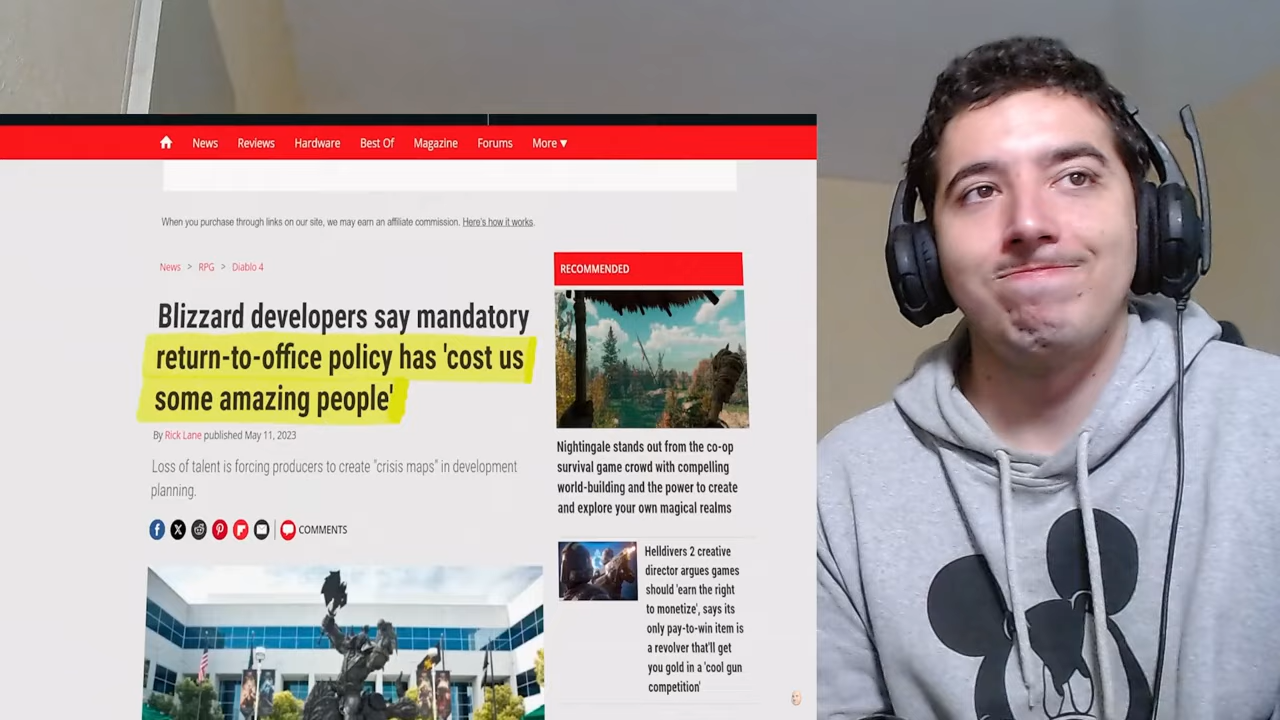 News Reviews Hardware Best Of Magazine Forums More ▼
When you purchase through links on our site, we may earn an affiliate commission. Here's how it works.
News > RPG > Diablo 4
Blizzard developers say mandatory
return-to-office policy has 'cost us
some amazing people'
By Rick Lane published May 11, 2023
Loss of talent is forcing producers to create "crisis maps" in development
planning.
COMMENTS
RECOMMENDED
Nightingale stands out from the co-op
survival game crowd with compelling
world-building and the power to create
and explore your own magical realms
Helldivers 2 creative
director argues games
should 'earn the right
to monetize', says its
only pay-to-win item is
a revolver that'll get
you gold in a 'cool gun
competition'